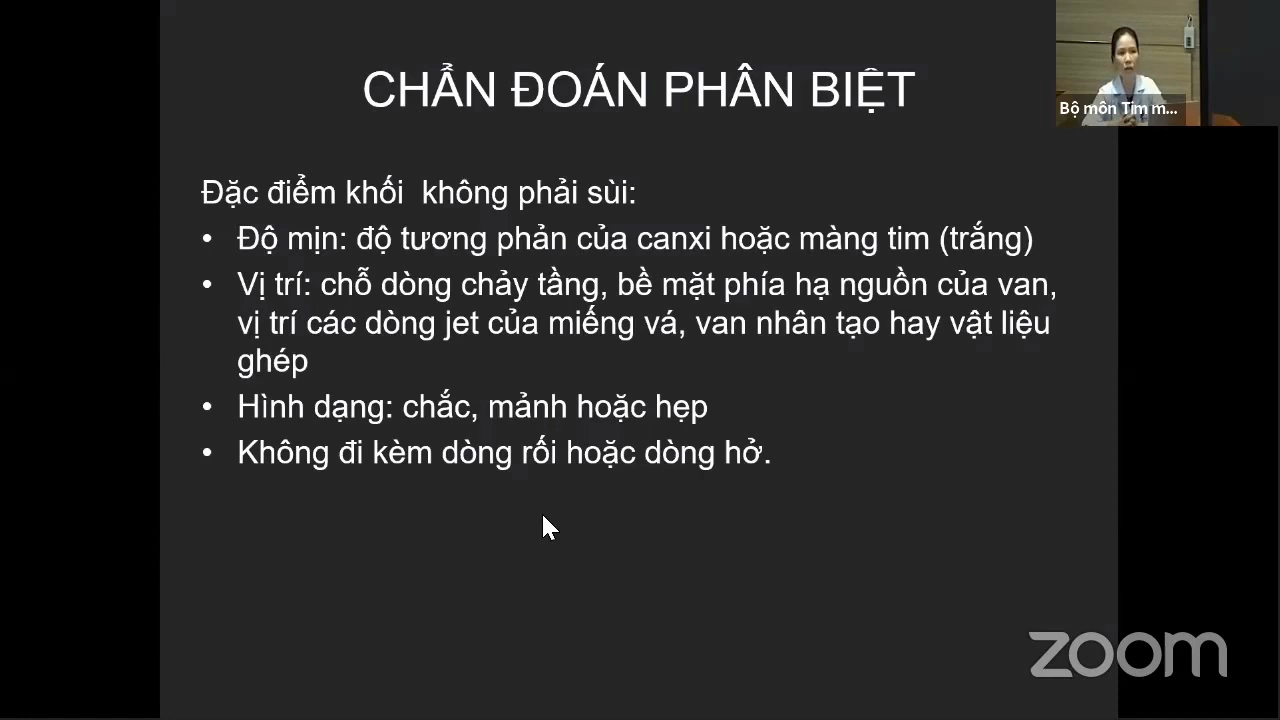 CHẨN ĐOÁN PHÂN BIỆT
Bộ môn Tim m...
Đặc điểm khối không phải sùi:
• Độ mịn: độ tương phản của canxi hoặc màng tim (trắng)
• Vị trí: chỗ dòng chảy tầng, bề mặt phía hạ nguồn của van,
vị trí các dòng jet của miếng vá, van nhân tạo hay vật liệu
ghép
• Hình dạng: chắc, mảnh hoặc hẹp
• Không đi kèm dòng rối hoặc dòng hở.
zoom